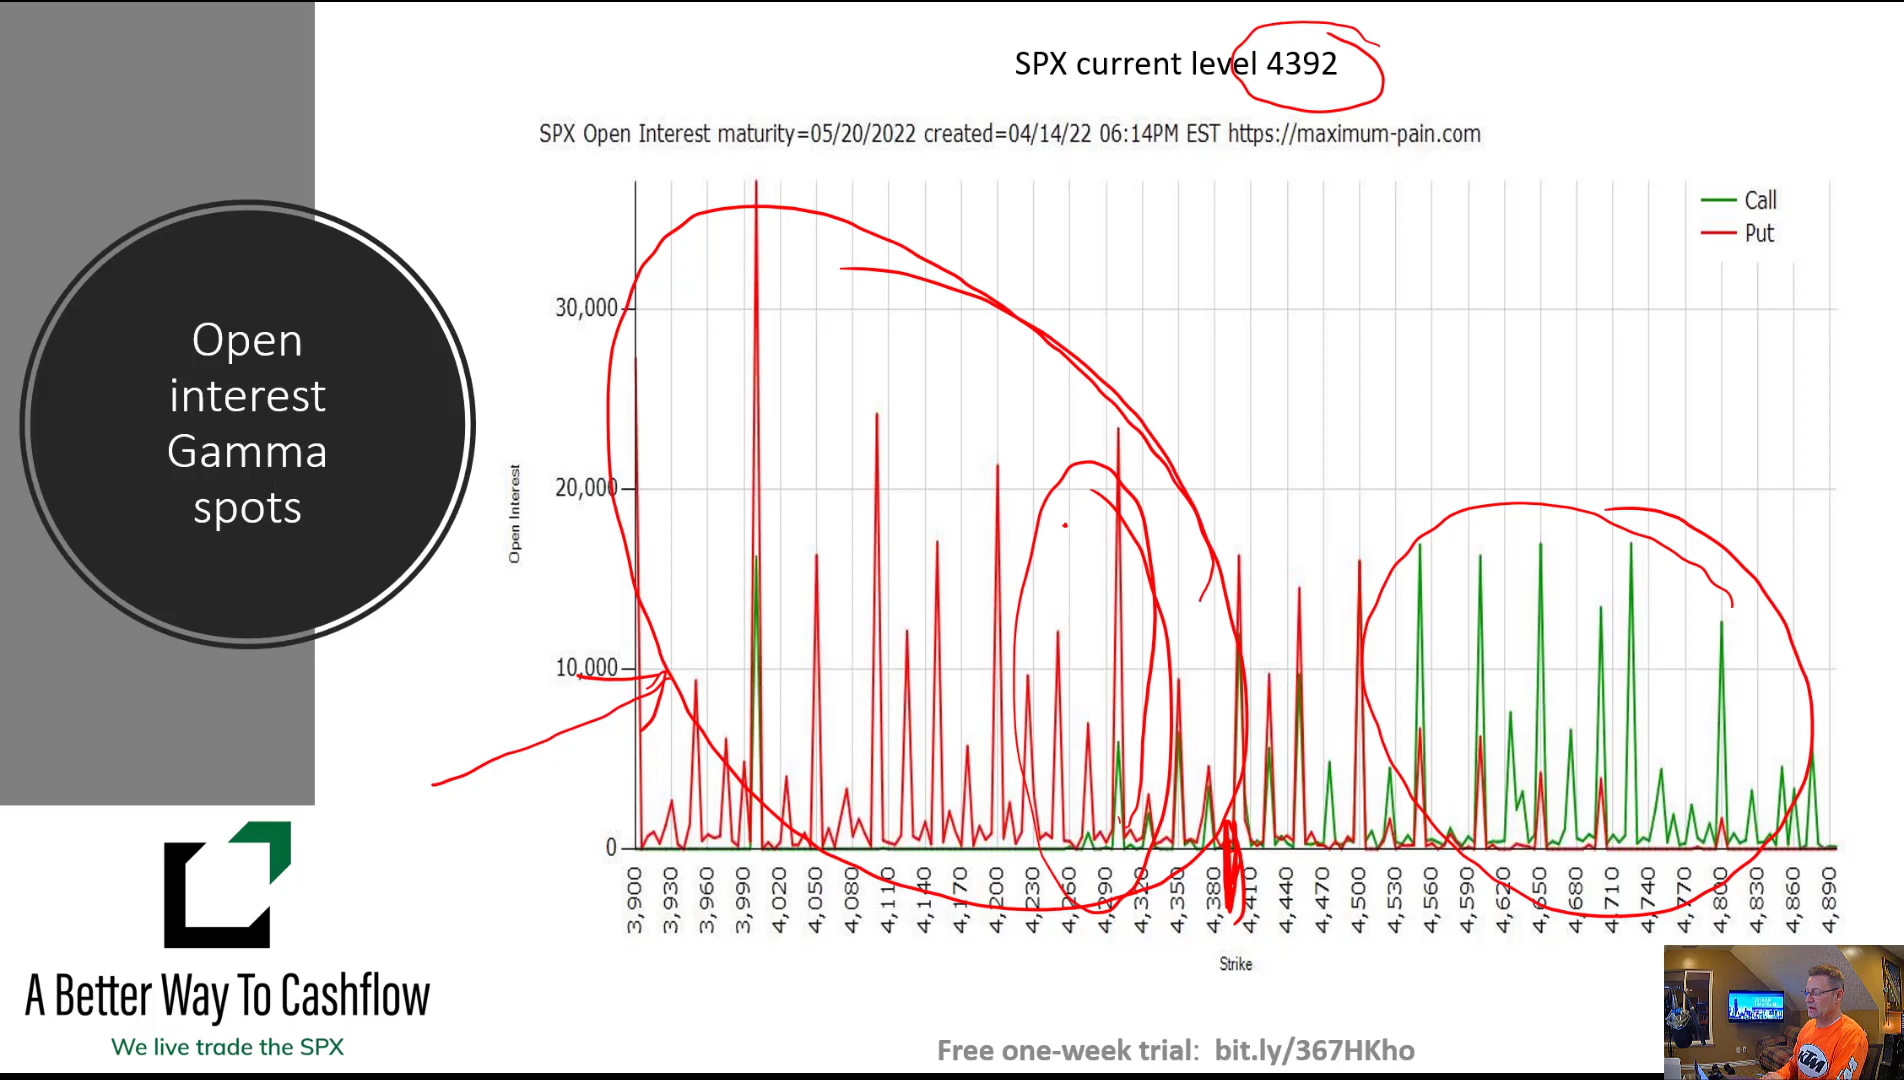 SPX current level 4392
SPX Open Interest maturity=05/20/2022 created=04/14/22 06:14PM EST https://maximum-pain.com
Call
Put
Open
interest
Gamma
spots
Open Interest
30,000
20,000
10,000
0
3,900
3,930
3,960
3,990
4,020
4,050
4,080
4,110
4,140
4,170
4,200
4,230
4,260
4,290
4,320
4,350
4,380
4,410
4,440
4,470
4,500
4,530
4,560
4,590
4,620
4,650
4,680
4,710
4,740
4,770
4,800
4,830
4,860
4,890
Strike
A Better Way To Cashflow
We live trade the SPX
Free one-week trial: bit.ly/367HKho
KTM